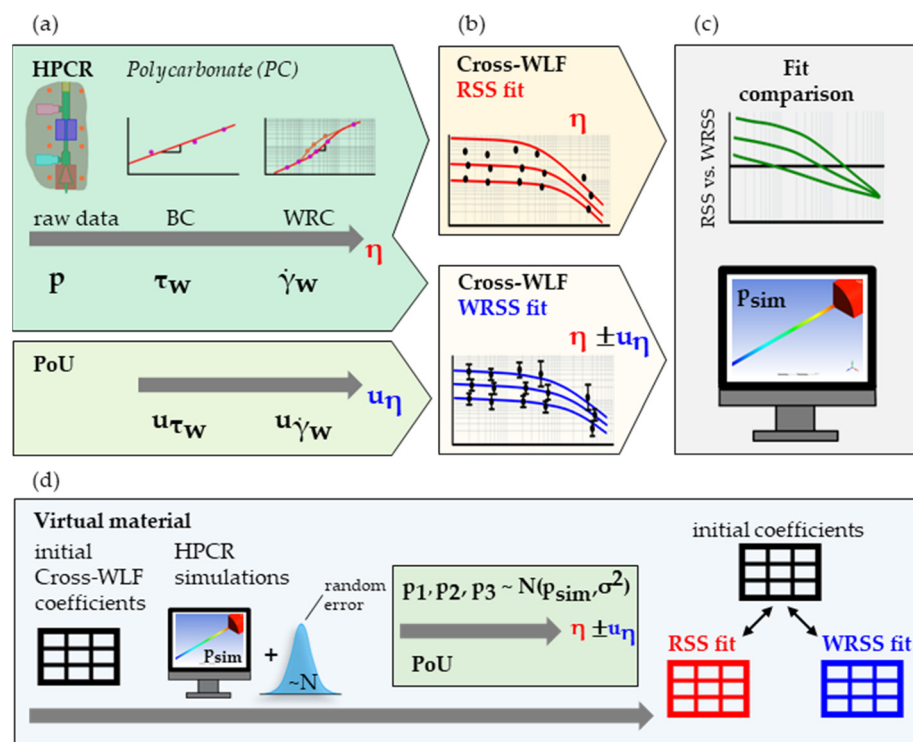 (a)
HPCR
Polycarbonate (PC)
raw data
BC
WRC
η
p
τw
γ̇w
PoU
uη
uτw
uγ̇w
(b)
Cross-WLF
RSS fit
η
Cross-WLF
WRSS fit
η ±uη
(c)
Fit
comparison
RSS vs. WRSS
psim
(d)
Virtual material
initial
Cross-WLF
coefficients
HPCR
simulations
random
error
psim
+
~N
p1, p2, p3 ~ N(psim,σ²)
η ±uη
PoU
initial coefficients
RSS fit
WRSS fit